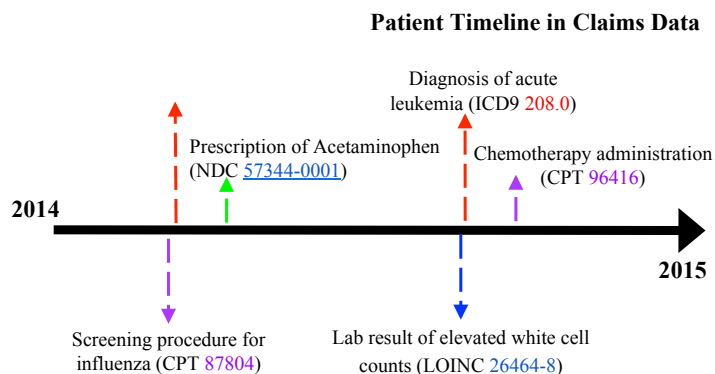 Patient Timeline in Claims Data
Diagnosis of acute
leukemia (ICD9 208.0)
Prescription of Acetaminophen
(NDC 57344-0001)
Chemotherapy administration
(CPT 96416)
2014
2015
Screening procedure for
influenza (CPT 87804)
Lab result of elevated white cell
counts (LOINC 26464-8)